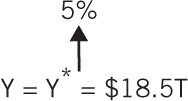 5%
Y = Y* = $18.5T